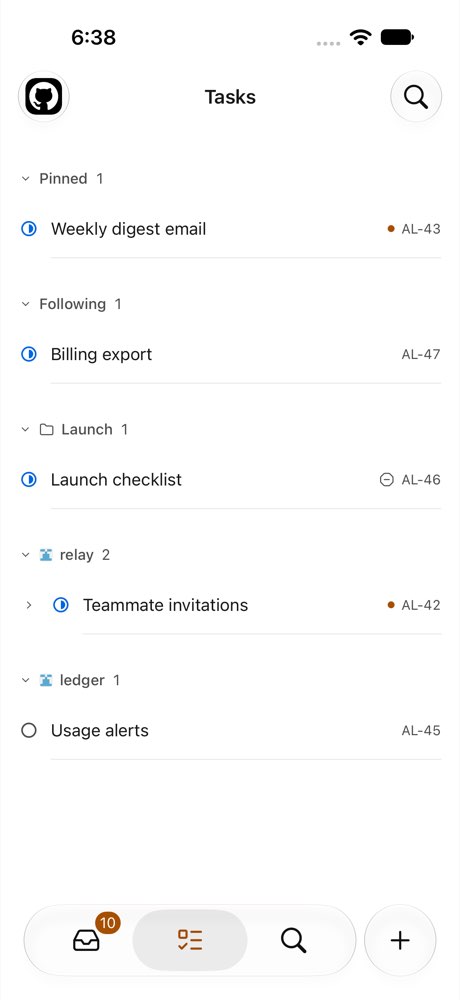 6:38
Tasks
Pinned 1
Weekly digest email AL-43
Following 1
Billing export AL-47
Launch 1
Launch checklist AL-46
relay 2
Teammate invitations AL-42
ledger 1
Usage alerts AL-45
10